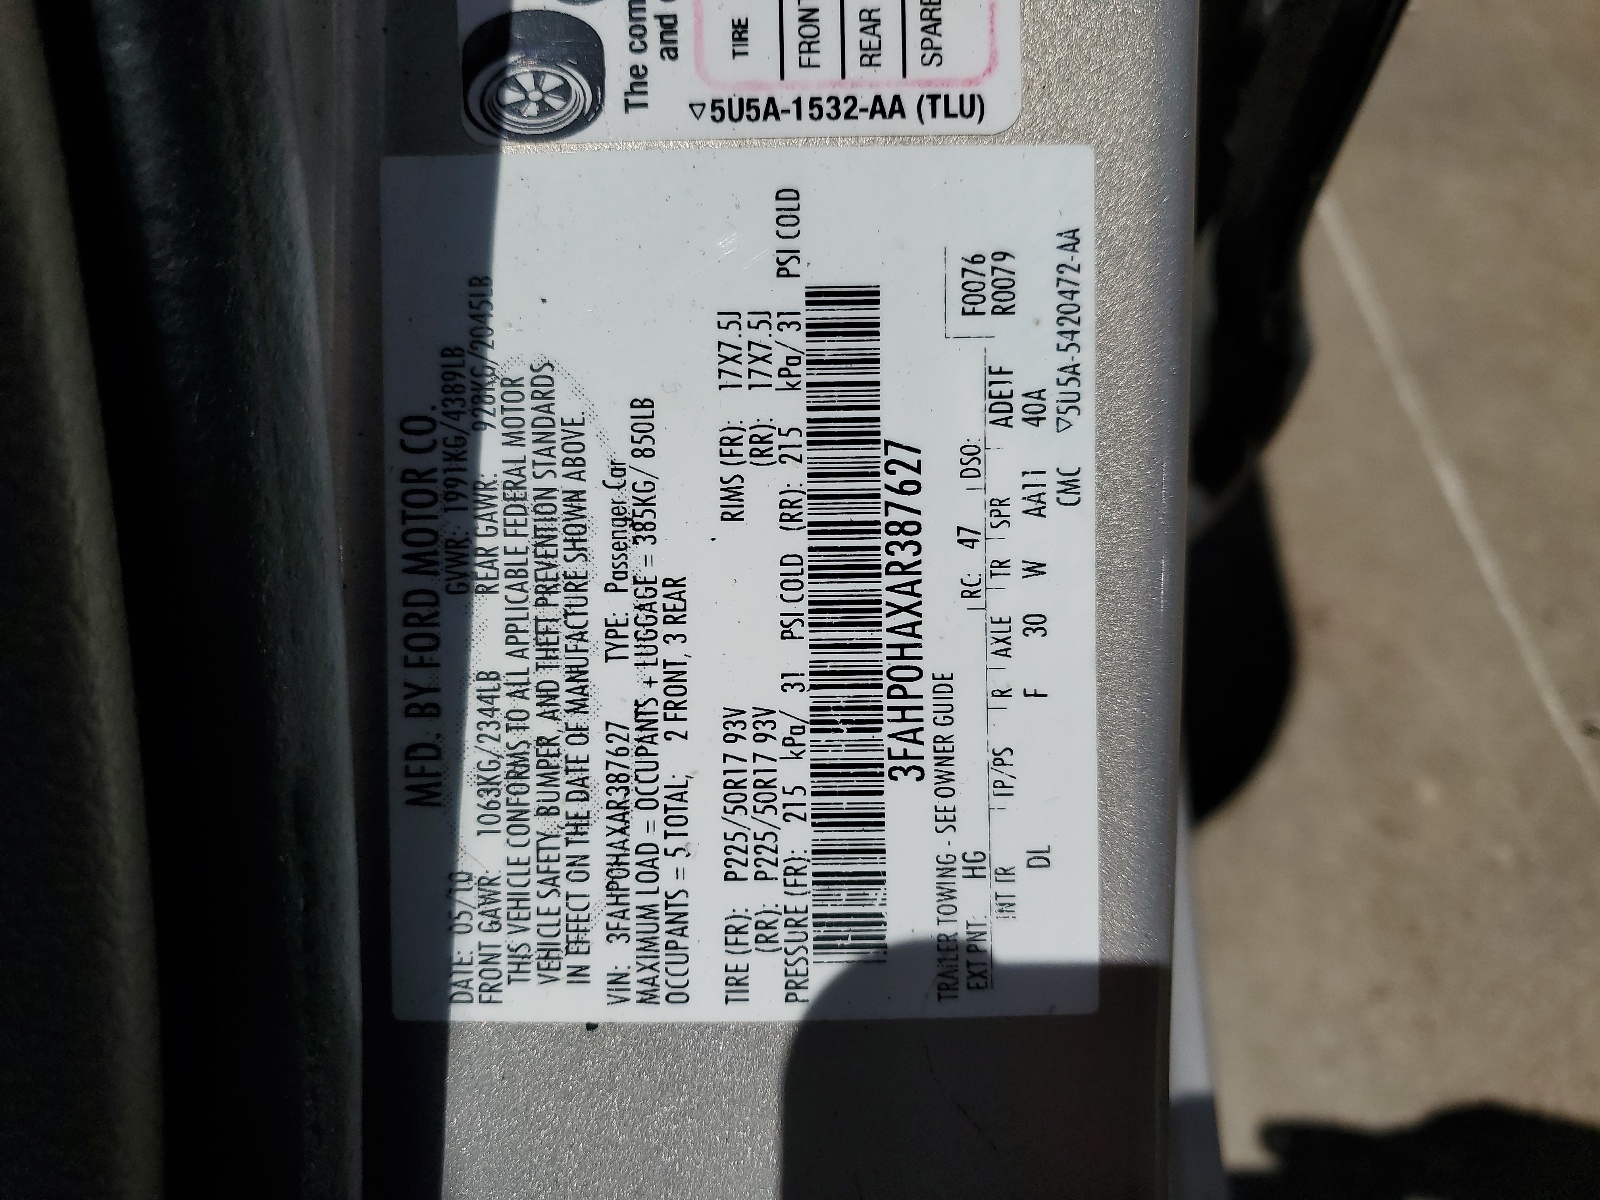 MFD. BY FORD MOTOR CO.
DATE: 05/10 GVWR: 1991KG/4389LB
FRONT GAWR: 1063KG/2344LB REAR GAWR: 928KG/2045LB
THIS VEHICLE CONFORMS TO ALL APPLICABLE FEDERAL MOTOR
VEHICLE SAFETY, BUMPER, AND THEFT PREVENTION STANDARDS
IN EFFECT ON THE DATE OF MANUFACTURE SHOWN ABOVE.
VIN: 3FAHP0HAXAR387627 TYPE: Passenger Car
MAXIMUM LOAD = OCCUPANTS + LUGGAGE = 385KG/ 850LB
OCCUPANTS = 5 TOTAL; 2 FRONT, 3 REAR
TIRE (FR): P225/50R17 93V RIMS (FR): 17X7.5J
(RR): P225/50R17 93V (RR): 17X7.5J
PRESSURE (FR): 215 kPa/ 31 PSI COLD (RR): 215 kPa/ 31 PSI COLD
3FAHP0HAXAR387627
TRAILER TOWING - SEE OWNER GUIDE
EXT PNT: HG RC: 47 DSO: F0076
R0079
INT TR TP/PS R AXLE TR SPR ADE1F
DL F 30 W AA11 40A
CMC ▽5U5A-5420472-AA
The com
and
TIRE
FRONT
REAR
SPARE
▽5U5A-1532-AA (TLU)